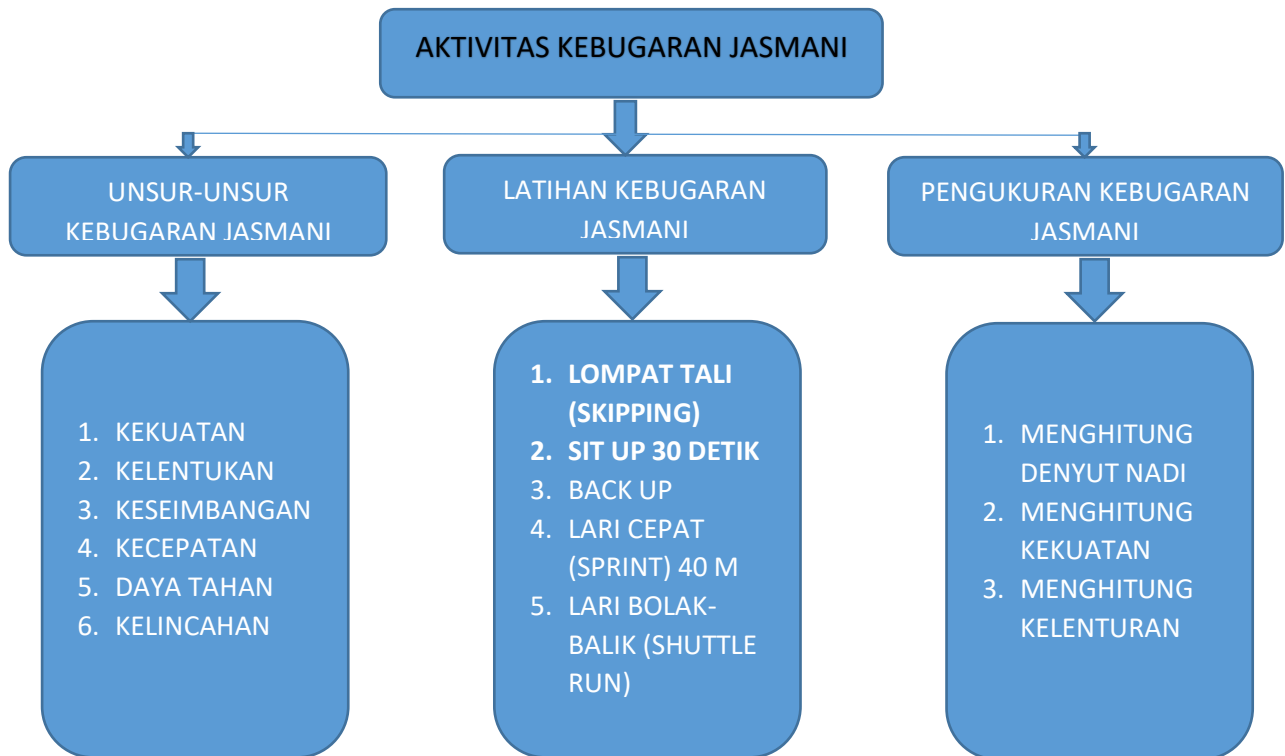 AKTIVITAS KEBUGARAN JASMANI
UNSUR-UNSUR
KEBUGARAN JASMANI
LATIHAN KEBUGARAN
JASMANI
PENGUKURAN KEBUGARAN
JASMANI
1. KEKUATAN
2. KELENTUKAN
3. KESEIMBANGAN
4. KECEPATAN
5. DAYA TAHAN
6. KELINCAHAN
1. LOMPAT TALI
(SKIPPING)
2. SIT UP 30 DETIK
3. BACK UP
4. LARI CEPAT
(SPRINT) 40 M
5. LARI BOLAK-
BALIK (SHUTTLE
RUN)
1. MENGHITUNG
DENYUT NADI
2. MENGHITUNG
KEKUATAN
3. MENGHITUNG
KELENTURAN